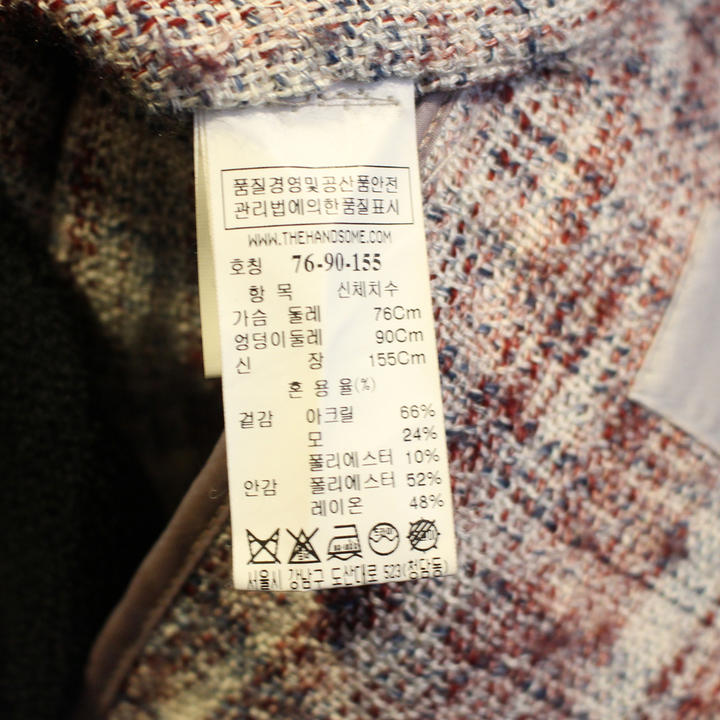 품질경영및공산품안전
관리법에의한품질표시
WWW.THEHANDSOME.COM
호칭 76-90-155
항 목 신체치수
가슴 둘레 76Cm
엉덩이둘레 90Cm
신 장 155Cm
혼 용 율(%)
겉감 아크릴 66%
모 24%
폴리에스터 10%
안감 폴리에스터 52%
레이온 48%
드라이
서울시 강남구 도산대로 523(청담동